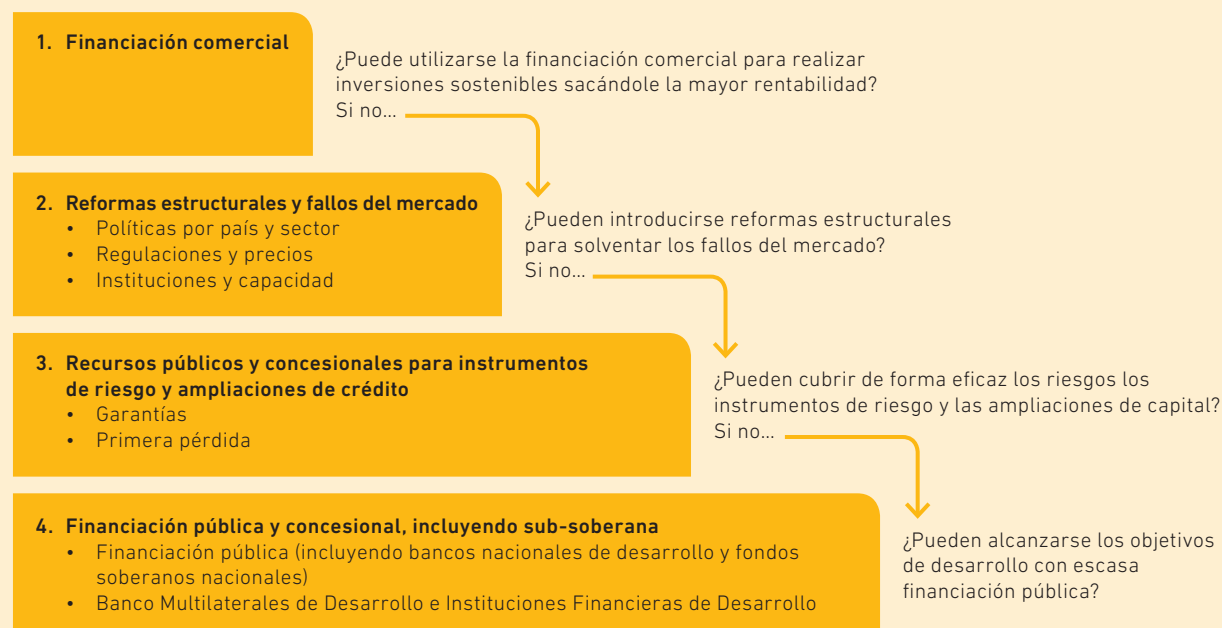 1. Financiación comercial
¿Puede utilizarse la financiación comercial para realizar
inversiones sostenibles sacándole la mayor rentabilidad?
Si no...
2. Reformas estructurales y fallos del mercado
• Políticas por país y sector
• Regulaciones y precios
• Instituciones y capacidad
¿Pueden introducirse reformas estructurales
para solventar los fallos del mercado?
Si no...
3. Recursos públicos y concesionales para instrumentos
de riesgo y ampliaciones de crédito
• Garantías
• Primera pérdida
¿Pueden cubrir de forma eficaz los riesgos los
instrumentos de riesgo y las ampliaciones de capital?
Si no...
4. Financiación pública y concesional, incluyendo sub-soberana
• Financiación pública (incluyendo bancos nacionales de desarrollo y fondos
soberanos nacionales)
• Banco Multilaterales de Desarrollo e Instituciones Financieras de Desarrollo
¿Pueden alcanzarse los objetivos
de desarrollo con escasa
financiación pública?